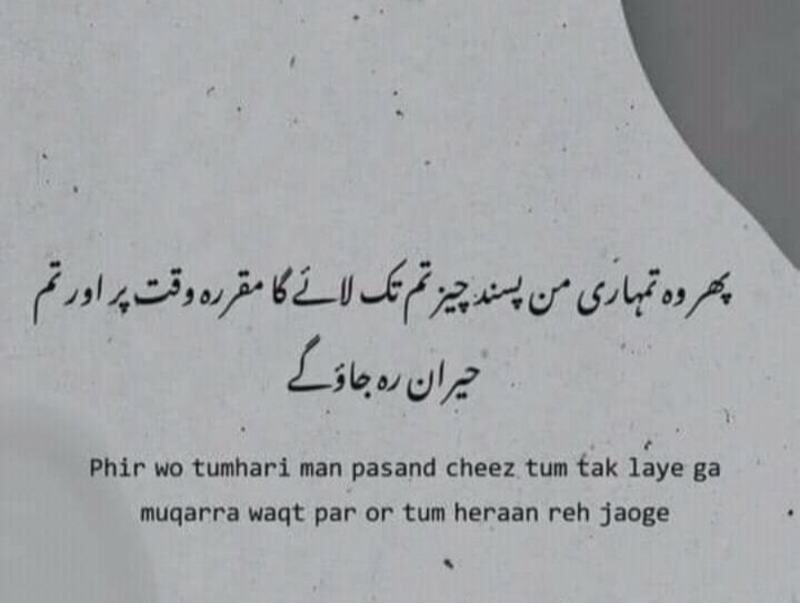 پھر وہ تمہاری من پسند چیز تم تک لائے گا مقررہ وقت پر اور تم
حیران رہ جاؤ گے
Phir wo tumhari man pasand cheez tum tak laye ga
muqarra waqt par or tum heraan reh jaoge